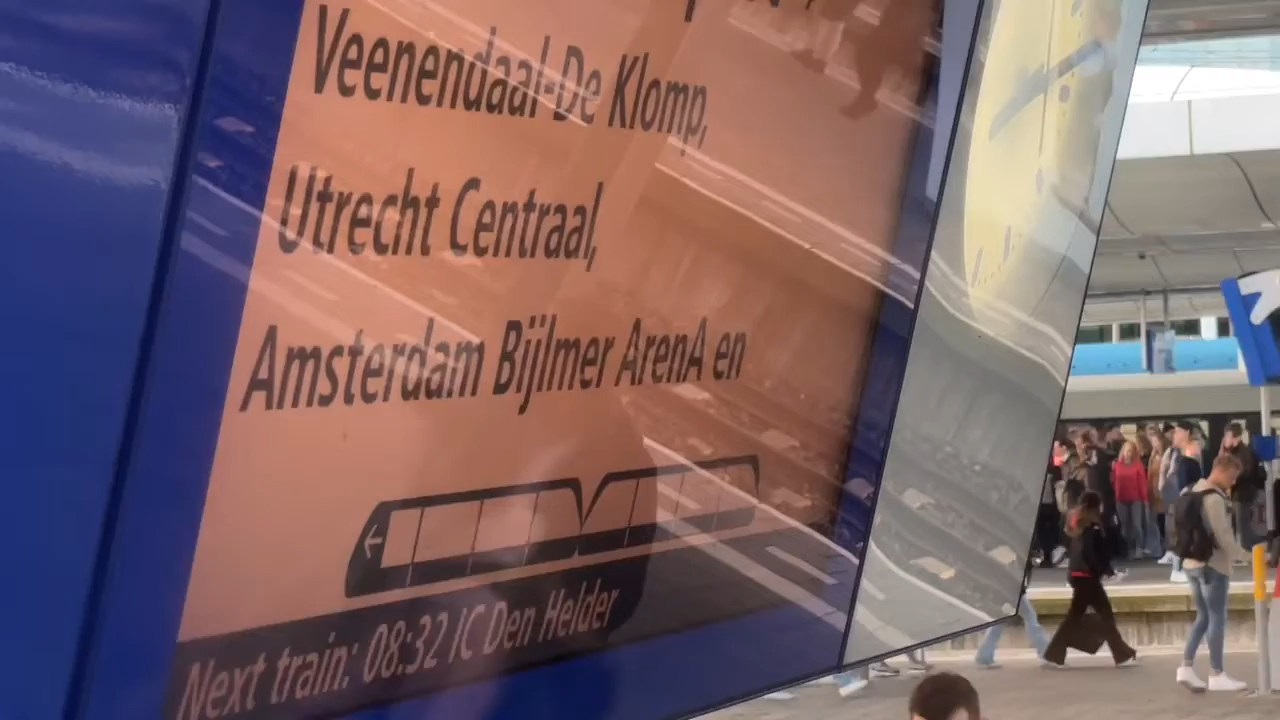 Veenendaal-De Klomp,
Utrecht Centraal,
Amsterdam Bijlmer ArenA en
Next train: 08:32 IC Den Helder